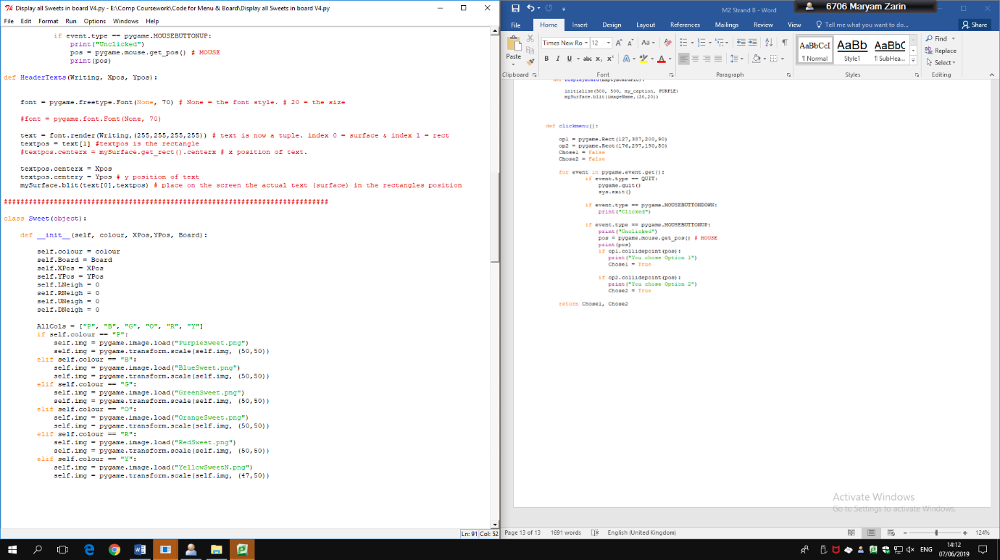 Display all Sweets in board V4.py - E:\Comp Coursework\Code for Menu & Board\Display all Sweets in board V4.py
File Edit Format Run Options Windows Help
if event.type == pygame.MOUSEBUTTONUP:
print("Unclicked")
pos = pygame.mouse.get_pos() # MOUSE
print(pos)
def HeaderTexts(Writing, Xpos, Ypos):
font = pygame.freetype.Font(None, 70) # None = the font style. # 20 = the size
#font = pygame.font.Font(None, 70)
text = font.render(Writing,(255,255,255,255)) # text is now a tuple. index 0 = surface & index 1 = rect
textpos = text[1] #textpos is the rectangle
#textpos.centerx = mySurface.get_rect().centerx # x position of text.
textpos.centerx = Xpos
textpos.centery = Ypos # y position of text
mySurface.blit(text[0],textpos) # place on the screen the actual text (surface) in the rectangles position
class Sweet(object):
def __init__(self, colour, XPos,YPos, Board):
self.colour = colour
self.Board = Board
self.XPos = XPos
self.YPos = YPos
self.LNeigh = 0
self.RNeigh = 0
self.UNeigh = 0
self.DNeigh = 0
AllCols = ["P", "B", "G", "O", "R", "Y"]
if self.colour == "P":
self.img = pygame.image.load("PurpleSweet.png")
self.img = pygame.transform.scale(self.img, (50,50))
elif self.colour == "B":
self.img = pygame.image.load("BlueSweet.png")
self.img = pygame.transform.scale(self.img, (50,50))
elif self.colour == "G":
self.img = pygame.image.load("GreenSweet.png")
self.img = pygame.transform.scale(self.img, (50,50))
elif self.colour == "O":
self.img = pygame.image.load("OrangeSweet.png")
self.img = pygame.transform.scale(self.img, (50,50))
elif self.colour == "R":
self.img = pygame.image.load("RedSweet.png")
self.img = pygame.transform.scale(self.img, (50,50))
elif self.colour == "Y":
self.img = pygame.image.load("YellowSweetN.png")
self.img = pygame.transform.scale(self.img, (47,50))
Ln: 91 Col: 52
MZ Strand B - Word
6706 Maryam Zarin
File Home Insert Design Layout References Mailings Review View Tell me what you want to do... Share
Paste
Times New Ro 12
AaBbCcI AaBb AaBbC
¶ Normal Style1 ¶ SubHea...
Find
Replace
Select
Clipboard Font Paragraph Styles Editing
initialise(500, 500, my_caption, PURPLE)
mySurface.blit(imageName,(20,20))
def clickmenu():
op1 = pygame.Rect(127,387,200,90)
op2 = pygame.Rect(176,297,190,50)
Chose1 = False
Chose2 = False
for event in pygame.event.get():
if event.type == QUIT:
pygame.quit()
sys.exit()
if event.type == pygame.MOUSEBUTTONDOWN:
print("Clicked")
if event.type == pygame.MOUSEBUTTONUP:
print("Unclicked")
pos = pygame.mouse.get_pos() # MOUSE
print(pos)
if op1.collidepoint(pos):
print("You chose Option 1")
Chose1 = True
if op2.collidepoint(pos):
print("You chose Option 2")
Chose2 = True
return Chose1, Chose2
Activate Windows
Go to Settings to activate Windows.
Page 13 of 13 1691 words English (United Kingdom) 124%
ENG
14:12
07/06/2019